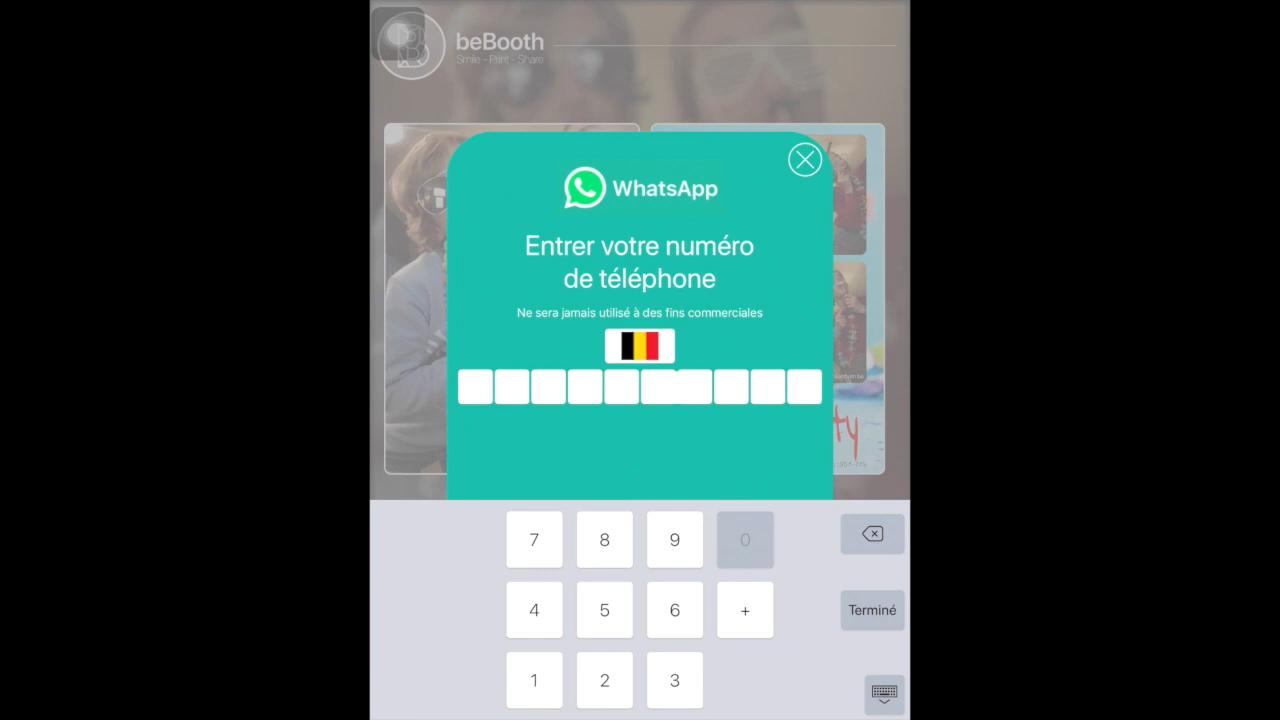 beBooth
Smile - Print - Share
WhatsApp
Entrer votre numéro
de téléphone
Ne sera jamais utilisé à des fins commerciales
7 8 9 0
4 5 6 + Terminé
1 2 3